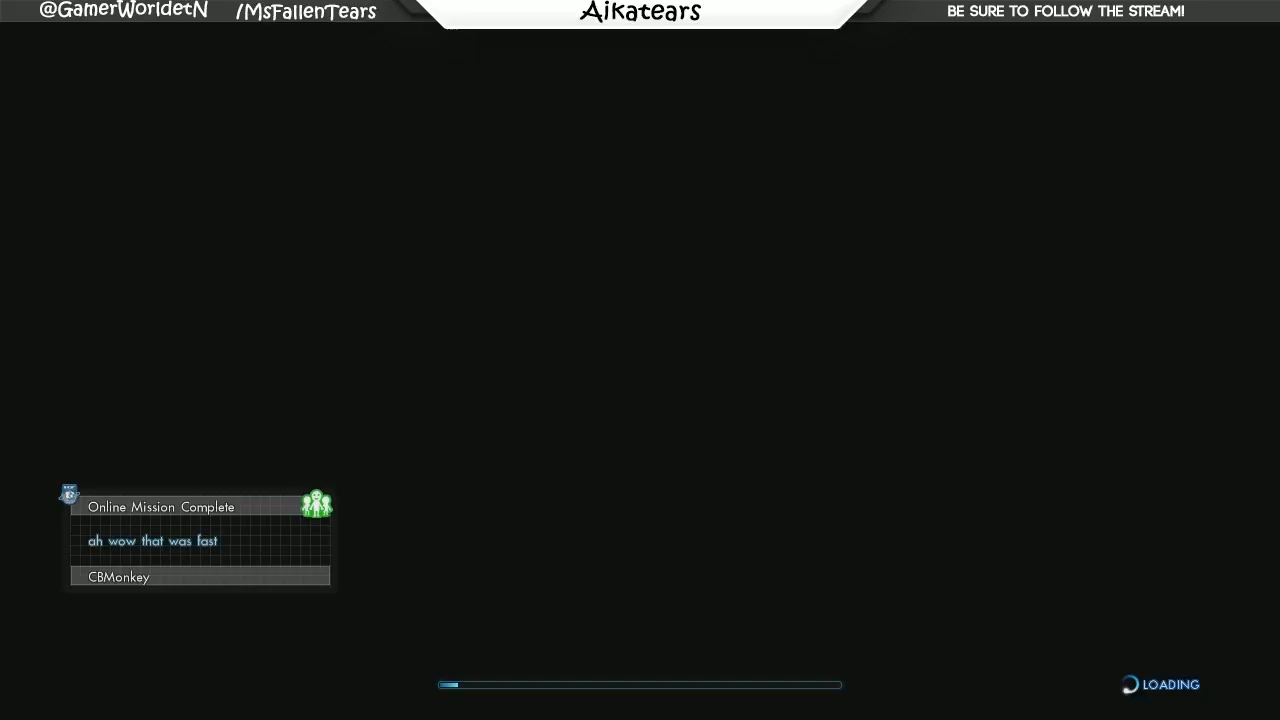 @GamerWorldetN /MsFallenTears Aikatears BE SURE TO FOLLOW THE STREAM!
Online Mission Complete
ah wow that was fast
CBMonkey
LOADING